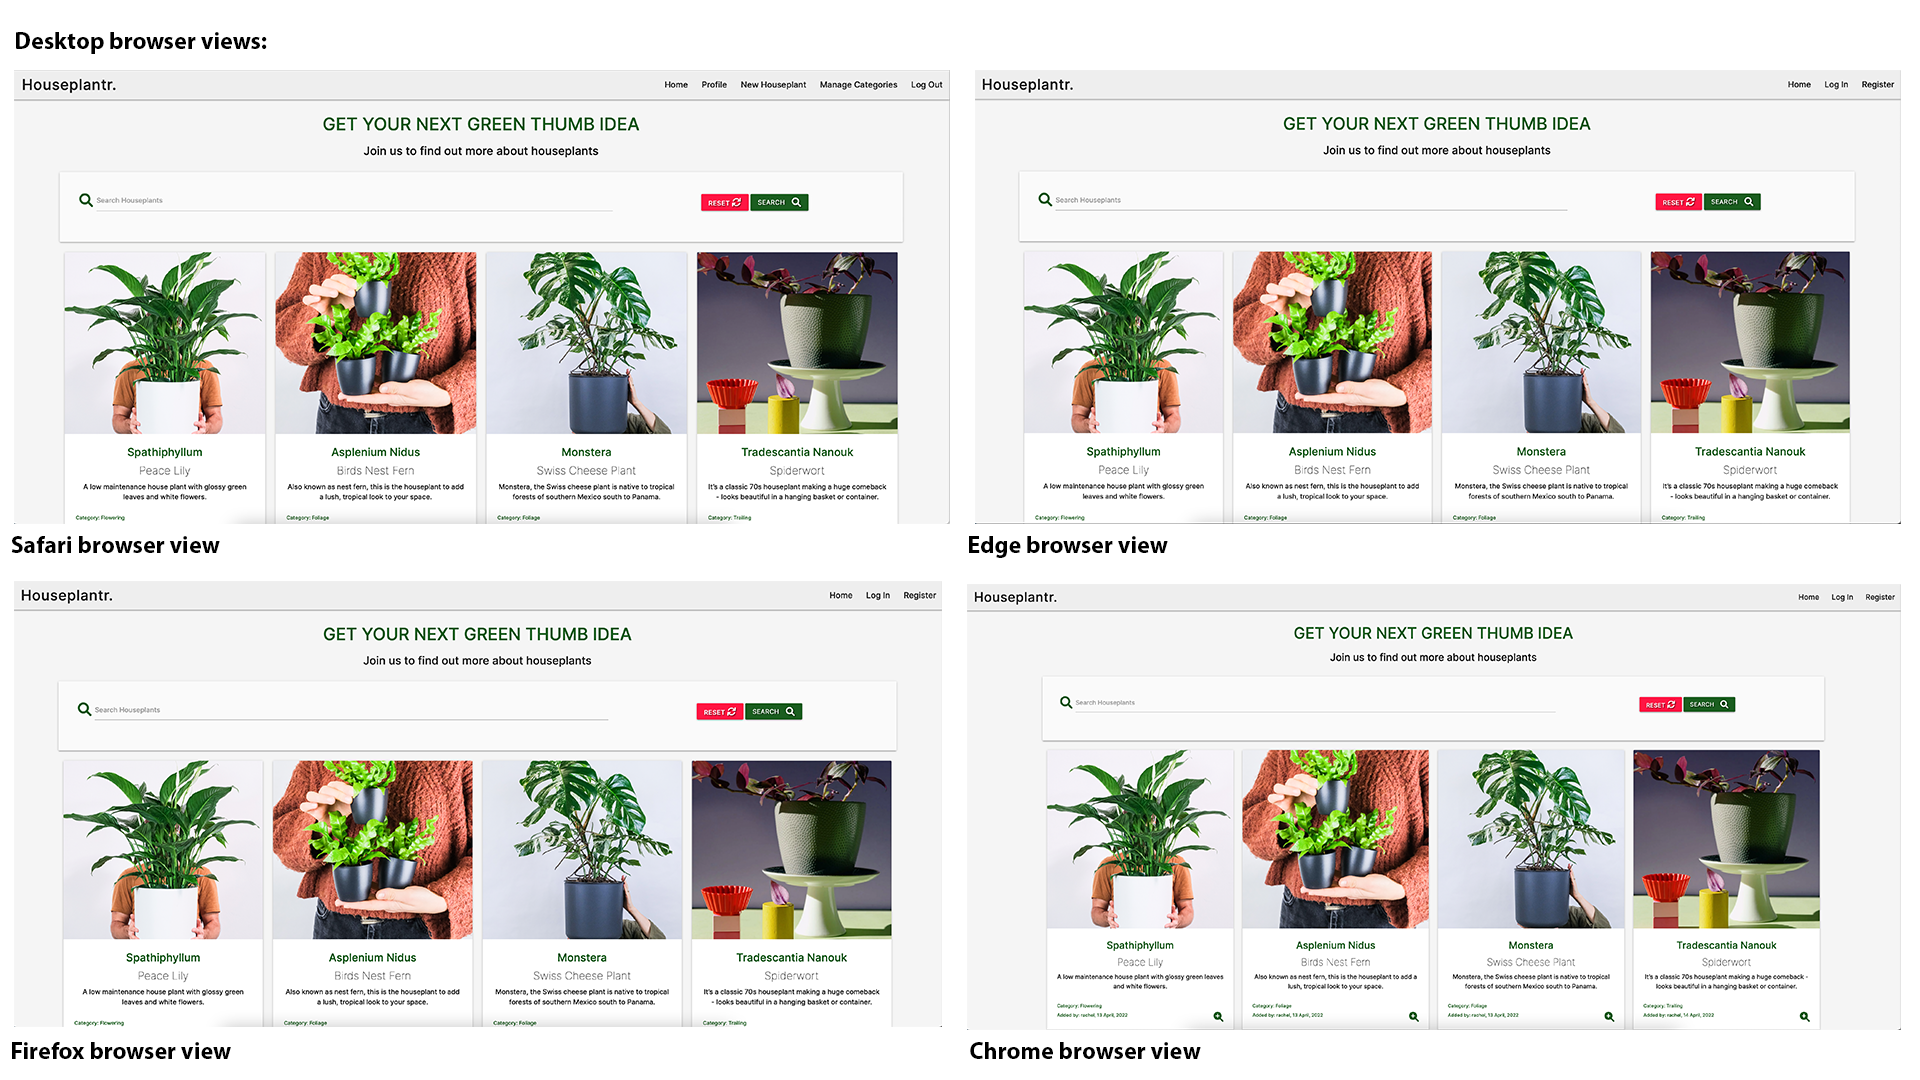 Desktop browser views:
Houseplantr.
Home Profile New Houseplant Manage Categories Log Out
GET YOUR NEXT GREEN THUMB IDEA
Join us to find out more about houseplants
Search Houseplants
RESET SEARCH
Spathiphyllum
Peace Lily
A low maintenance house plant with glossy green
leaves and white flowers.
Category: Flowering
Asplenium Nidus
Birds Nest Fern
Also known as nest fern, this is the houseplant to add
a lush, tropical look to your space.
Category: Foliage
Monstera
Swiss Cheese Plant
Monstera, the Swiss cheese plant is native to tropical
forests of southern Mexico south to Panama.
Category: Foliage
Tradescantia Nanouk
Spiderwort
It's a classic 70s houseplant making a huge comeback
- looks beautiful in a hanging basket or container.
Category: Trailing
Safari browser view
Houseplantr.
Home Log In Register
GET YOUR NEXT GREEN THUMB IDEA
Join us to find out more about houseplants
Search Houseplants
RESET SEARCH
Spathiphyllum
Peace Lily
A low maintenance house plant with glossy green
leaves and white flowers.
Category: Flowering
Asplenium Nidus
Birds Nest Fern
Also known as nest fern, this is the houseplant to add
a lush, tropical look to your space.
Category: Foliage
Monstera
Swiss Cheese Plant
Monstera, the Swiss cheese plant is native to tropical
forests of southern Mexico south to Panama.
Category: Foliage
Tradescantia Nanouk
Spiderwort
It's a classic 70s houseplant making a huge comeback
- looks beautiful in a hanging basket or container.
Category: Trailing
Edge browser view
Houseplantr.
Home Log In Register
GET YOUR NEXT GREEN THUMB IDEA
Join us to find out more about houseplants
Search Houseplants
RESET SEARCH
Spathiphyllum
Peace Lily
A low maintenance house plant with glossy green
leaves and white flowers.
Category: Flowering
Asplenium Nidus
Birds Nest Fern
Also known as nest fern, this is the houseplant to add
a lush, tropical look to your space.
Category: Foliage
Monstera
Swiss Cheese Plant
Monstera, the Swiss cheese plant is native to tropical
forests of southern Mexico south to Panama.
Category: Foliage
Tradescantia Nanouk
Spiderwort
It's a classic 70s houseplant making a huge comeback
- looks beautiful in a hanging basket or container.
Category: Trailing
Firefox browser view
Houseplantr.
Home Log In Register
GET YOUR NEXT GREEN THUMB IDEA
Join us to find out more about houseplants
Search Houseplants
RESET SEARCH
Spathiphyllum
Peace Lily
A low maintenance house plant with glossy green leaves
and white flowers.
Category: Flowering
Added by: rachel, 13 April, 2022
Asplenium Nidus
Birds Nest Fern
Also known as nest fern, this is the houseplant to add a
lush, tropical look to your space.
Category: Foliage
Added by: rachel, 13 April, 2022
Monstera
Swiss Cheese Plant
Monstera, the Swiss cheese plant is native to tropical
forests of southern Mexico south to Panama.
Category: Foliage
Added by: rachel, 13 April, 2022
Tradescantia Nanouk
Spiderwort
It's a classic 70s houseplant making a huge comeback -
looks beautiful in a hanging basket or container.
Category: Trailing
Added by: rachel, 14 April, 2022
Chrome browser view